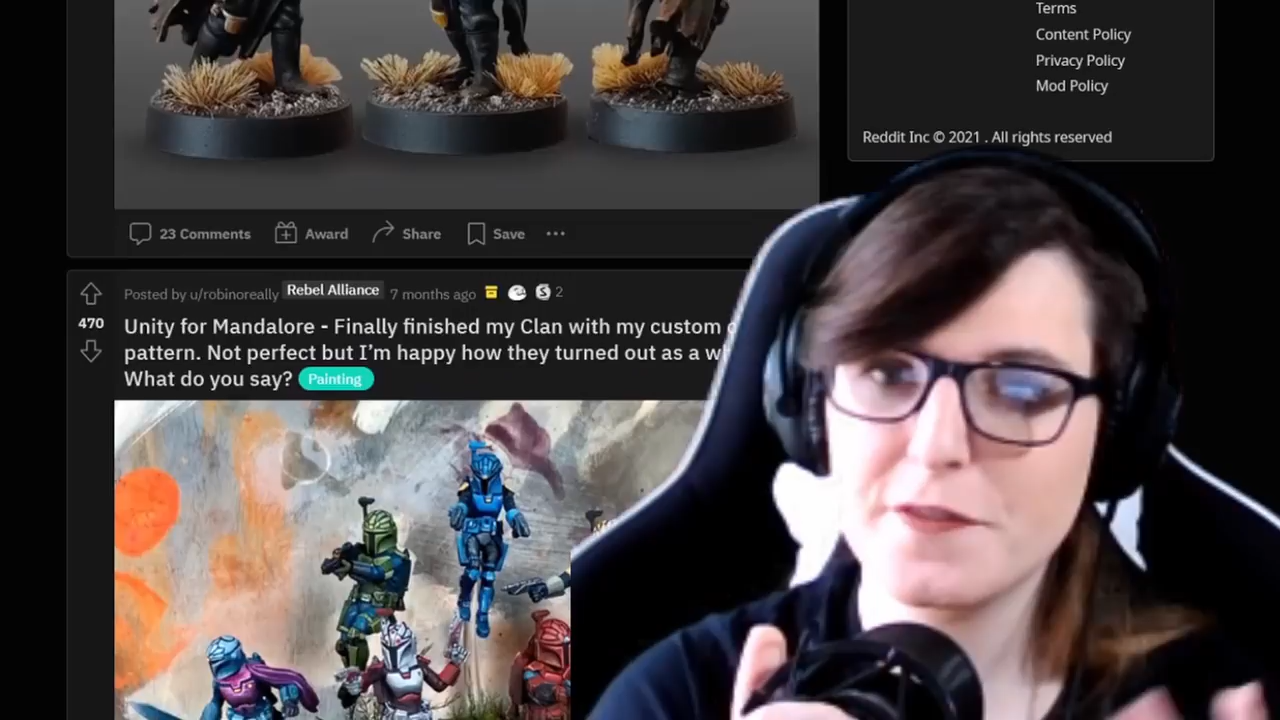 Terms
Content Policy
Privacy Policy
Mod Policy
Reddit Inc © 2021 . All rights reserved
23 Comments Award Share Save
Posted by u/robinoreally Rebel Alliance 7 months ago 2
470
Unity for Mandalore - Finally finished my Clan with my custom
pattern. Not perfect but I’m happy how they turned out as a
What do you say? Painting